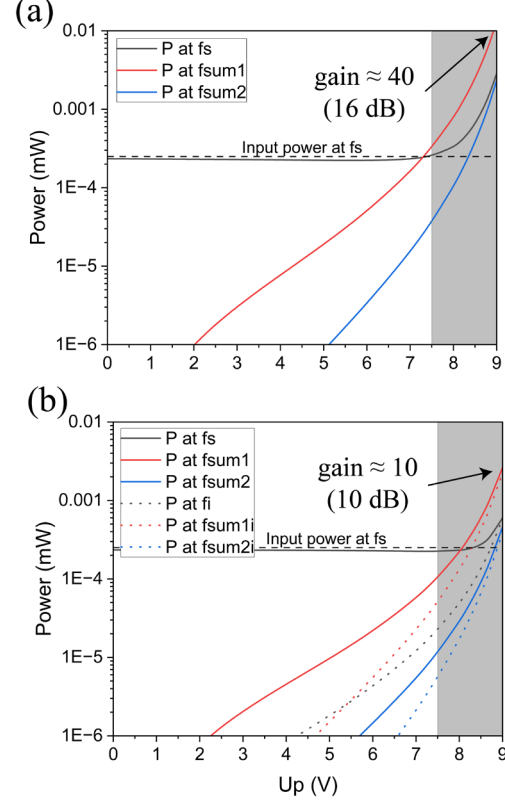 (a)
0.01
0.001
1E-4
1E-5
1E-6
Power (mW)
P at fs
P at fsum1
P at fsum2
gain ≈ 40
(16 dB)
Input power at fs
0 1 2 3 4 5 6 7 8 9
(b)
0.01
0.001
1E-4
1E-5
1E-6
Power (mW)
P at fs
P at fsum1
P at fsum2
P at fi
P at fsum1i
P at fsum2i
gain ≈ 10
(10 dB)
Input power at fs
0 1 2 3 4 5 6 7 8 9
Up (V)